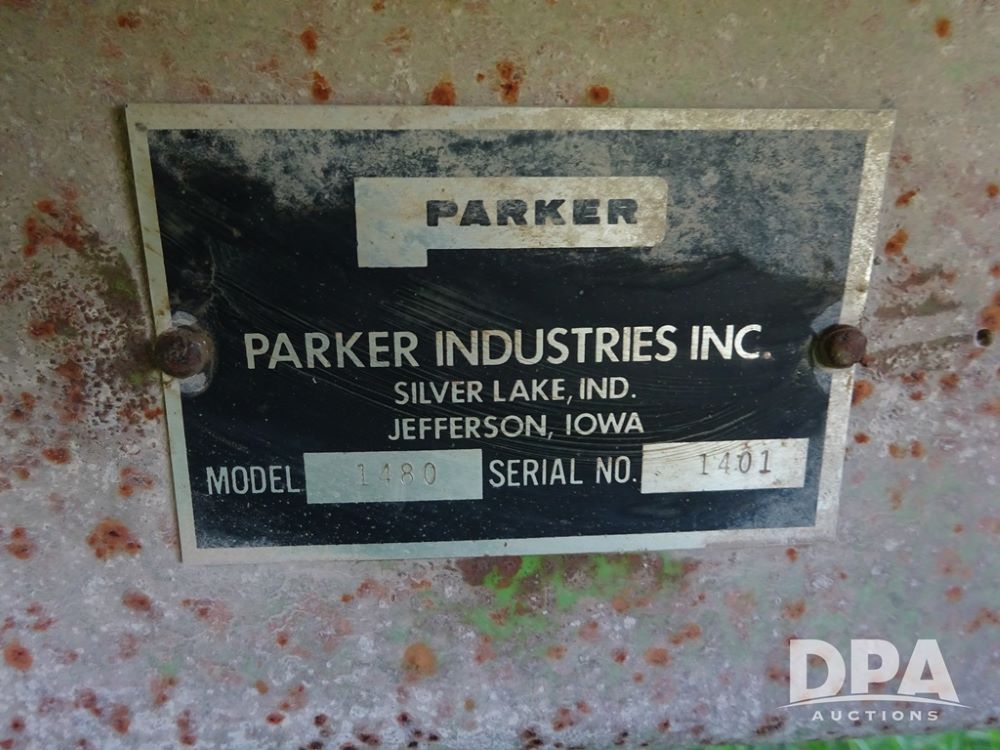 PARKER
PARKER INDUSTRIES INC.
SILVER LAKE, IND.
JEFFERSON, IOWA
MODEL 1480 SERIAL NO. 1401
DPA
AUCTIONS